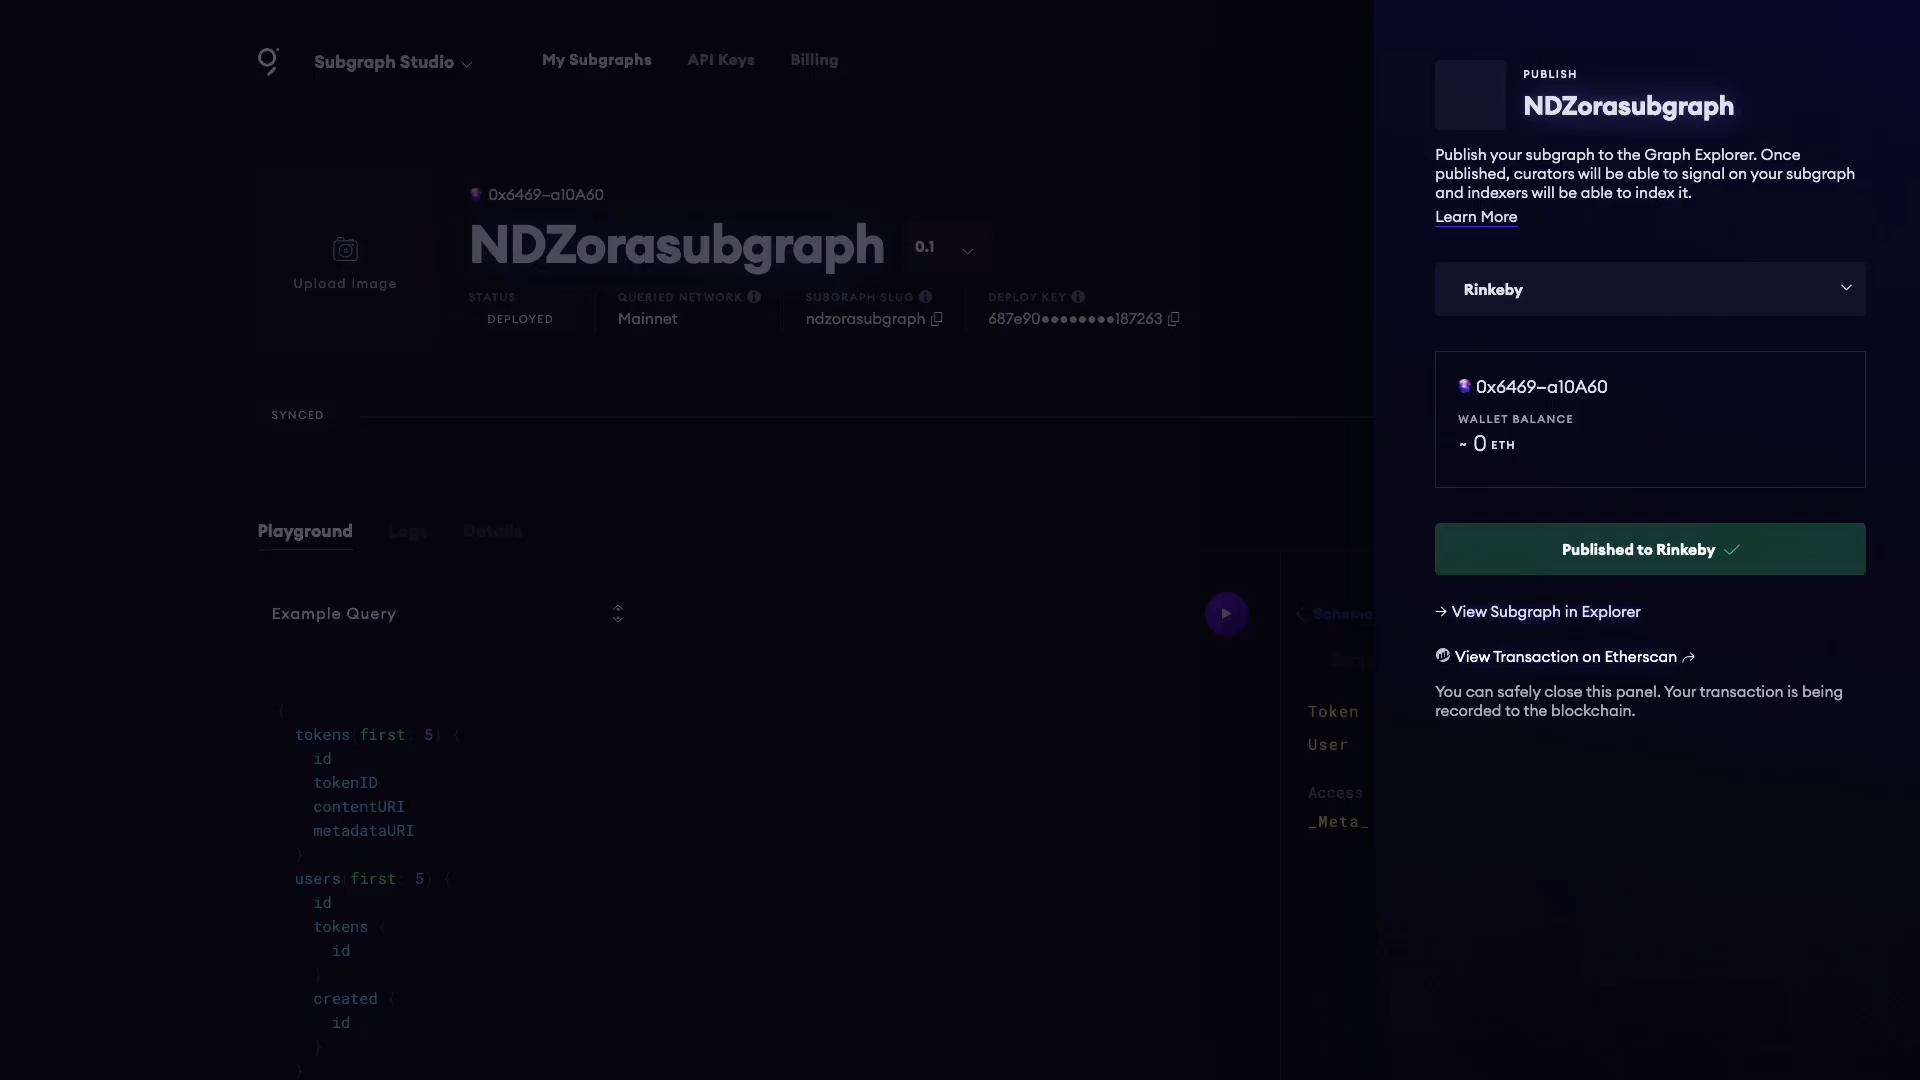 Subgraph Studio
My Subgraphs
API Keys
Billing
0x6469—a10A60
NDZorasubgraph
0.1
Upload Image
STATUS
DEPLOYED
QUERIED NETWORK
Mainnet
SUBGRAPH SLUG
ndzorasubgraph
DEPLOY KEY
687e90●●●●●●●●187263
SYNCED
Playground
Logs
Details
Example Query
Schema
{
tokens(first: 5) {
id
tokenID
contentURI
metadataURI
}
users(first: 5) {
id
tokens {
id
}
created {
id
}
}
Token
User
Access
_Meta_
PUBLISH
NDZorasubgraph
Publish your subgraph to the Graph Explorer. Once
published, curators will be able to signal on your subgraph
and indexers will be able to index it.
Learn More
Rinkeby
0x6469—a10A60
WALLET BALANCE
~ 0 ETH
Published to Rinkeby ✓
→ View Subgraph in Explorer
View Transaction on Etherscan
You can safely close this panel. Your transaction is being
recorded to the blockchain.